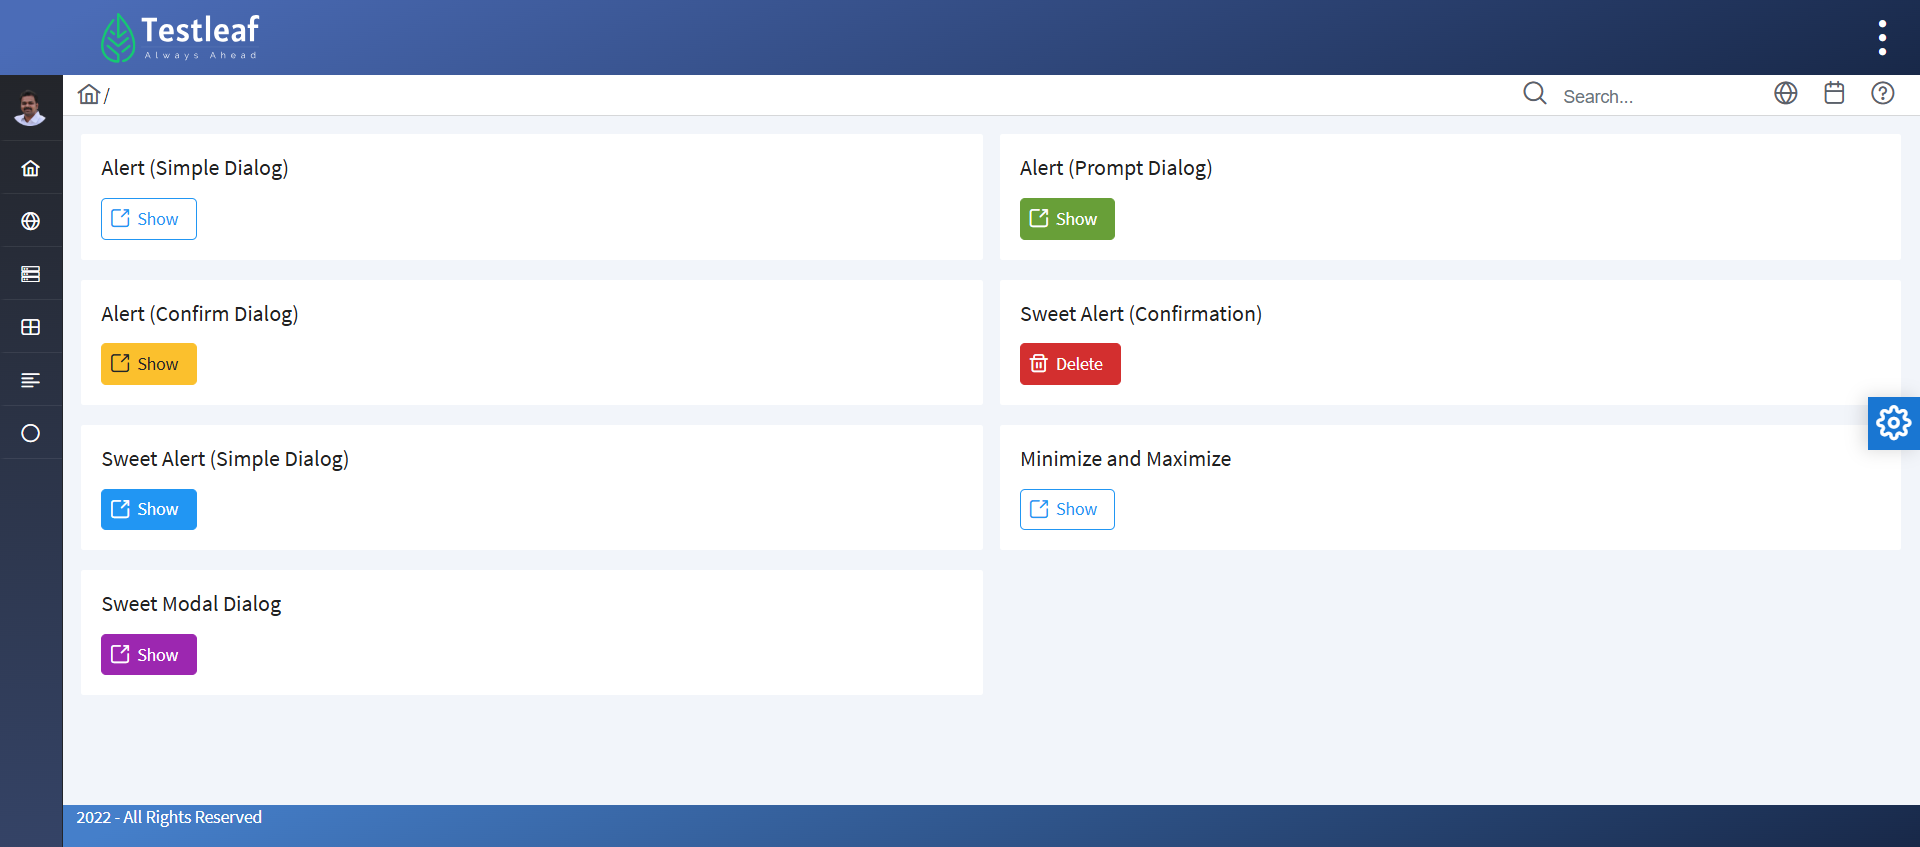 Testleaf
Always Ahead
/
Search...
Alert (Simple Dialog)
Show
Alert (Prompt Dialog)
Show
Alert (Confirm Dialog)
Show
Sweet Alert (Confirmation)
Delete
Sweet Alert (Simple Dialog)
Show
Minimize and Maximize
Show
Sweet Modal Dialog
Show
2022 - All Rights Reserved